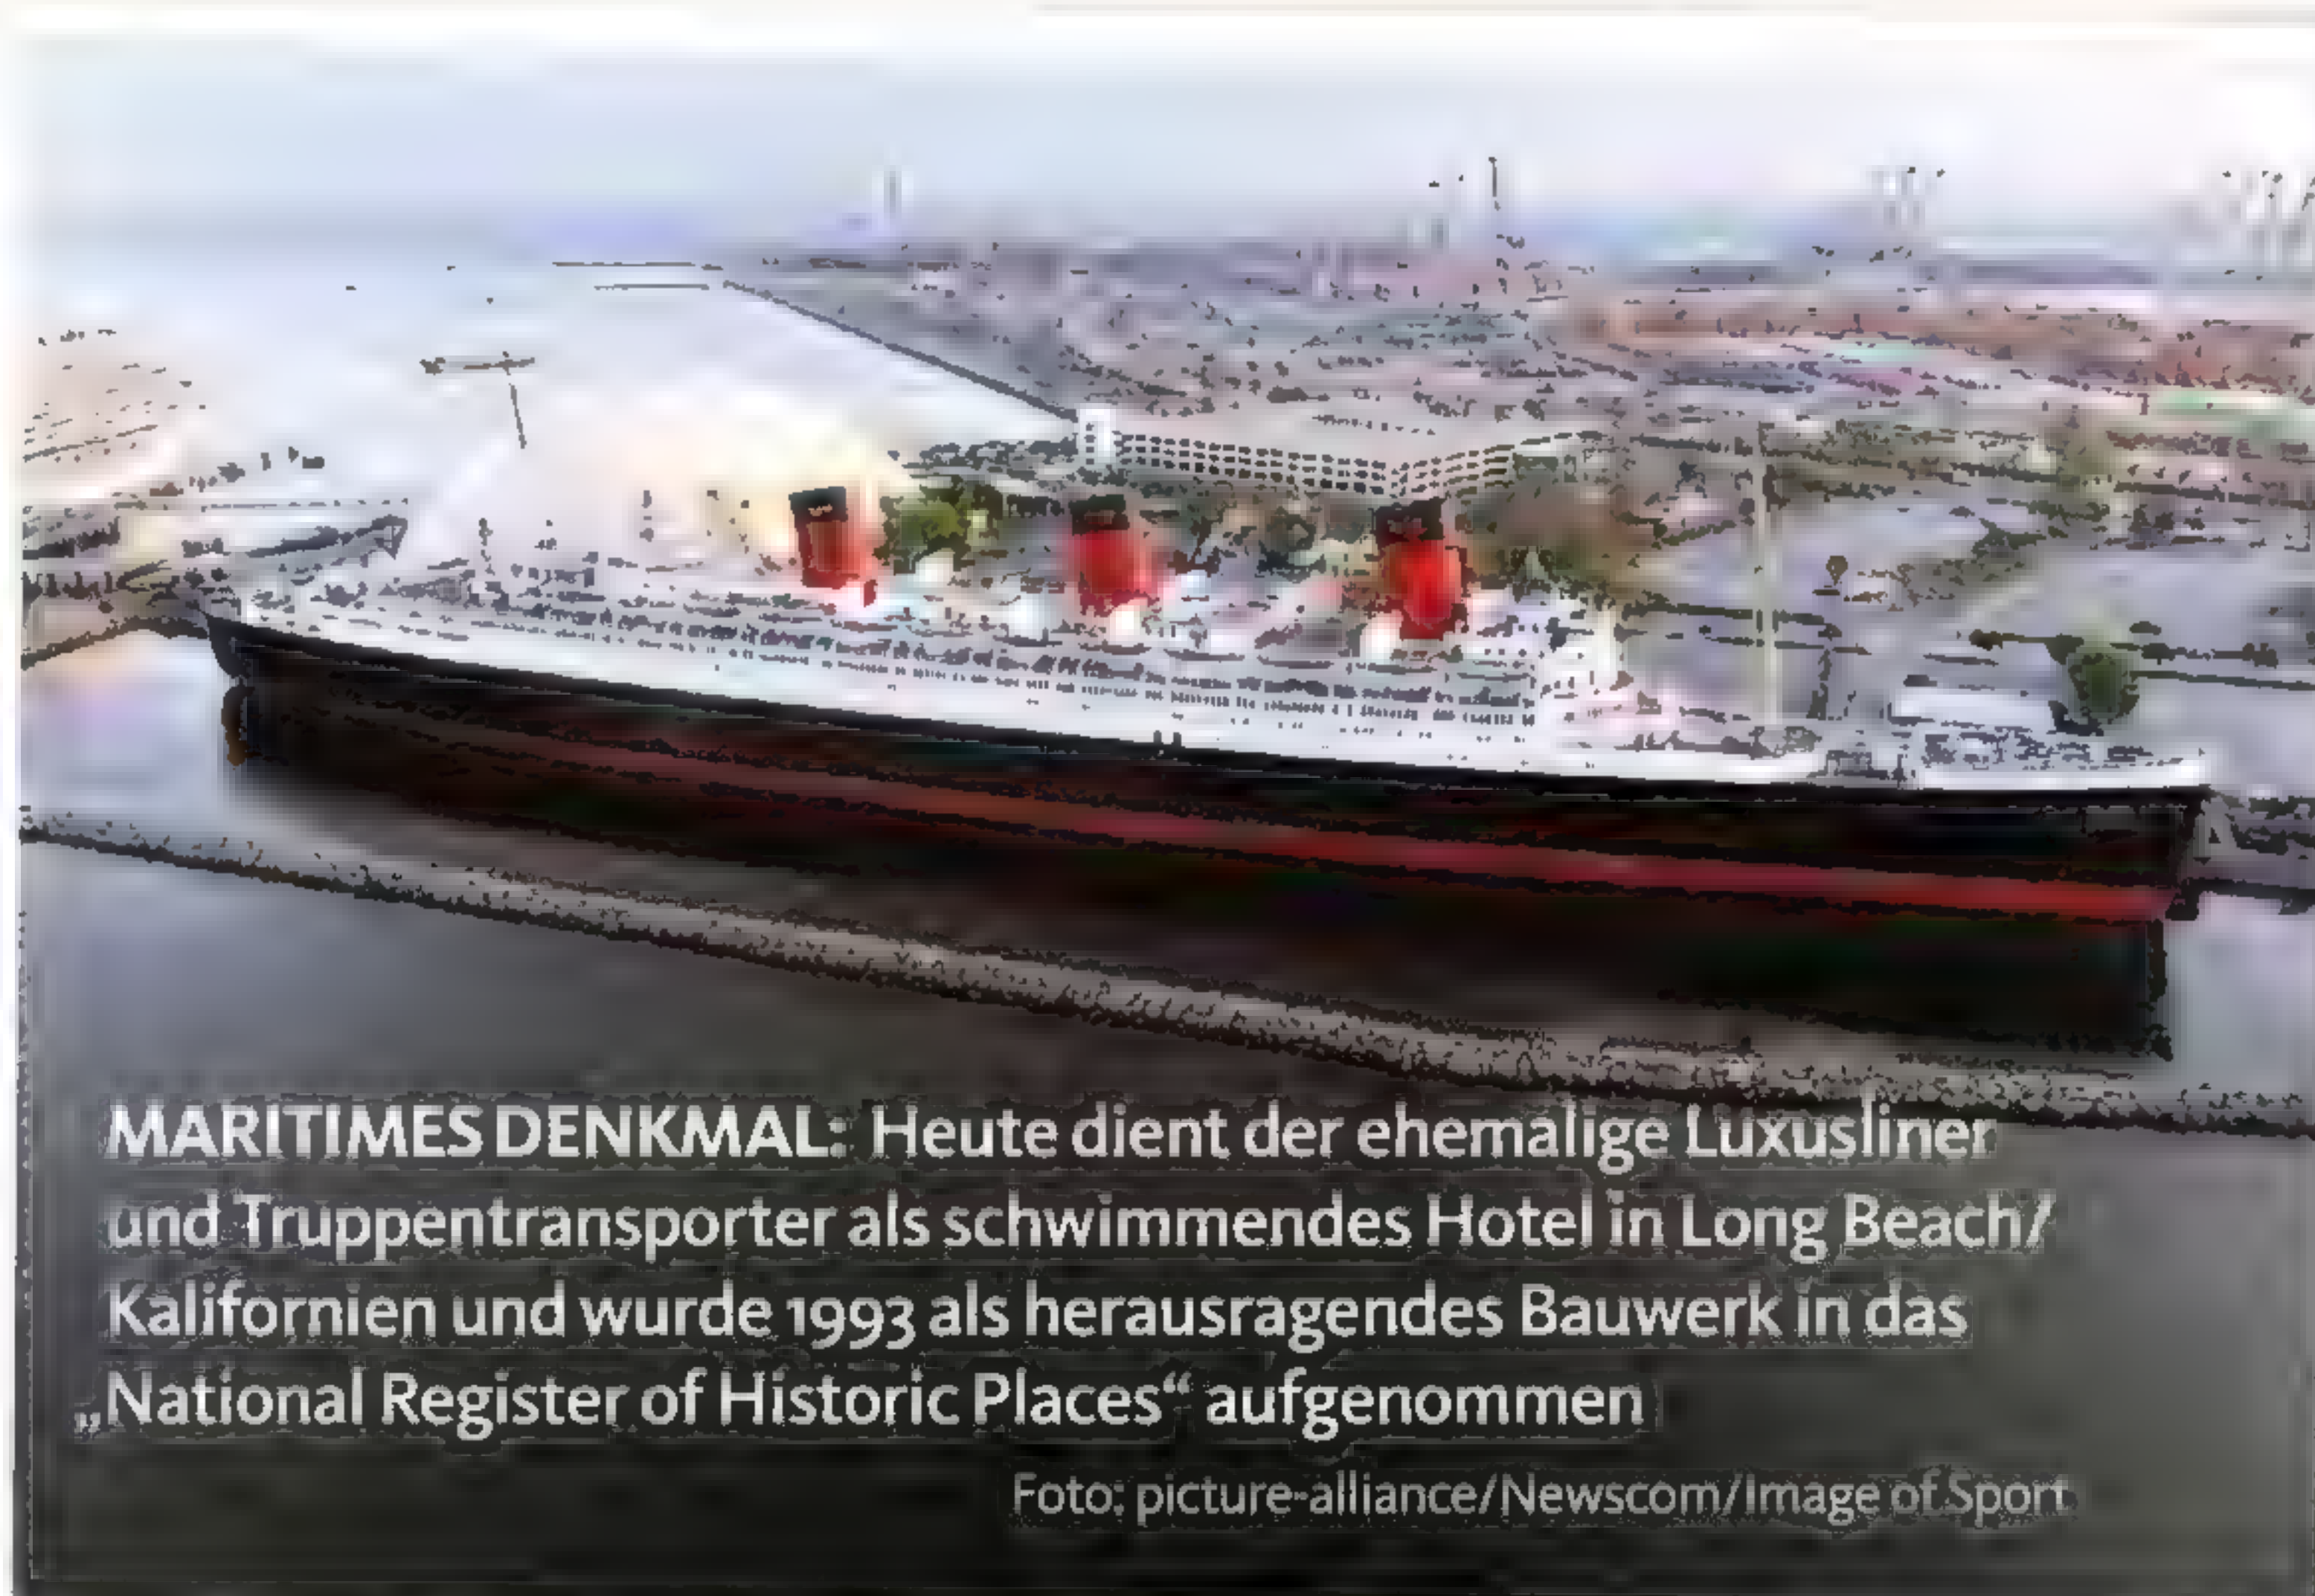 MARITIMES DENKMAL: Heute dient der ehemalige Luxusliner
und Truppentransporter als schwimmendes Hotel in Long Beach/
Kalifornien und wurde 1993 als herausragendes Bauwerk in das
„National Register of Historic Places“ aufgenommen
Foto: picture-alliance/Newscom/Image of Sport